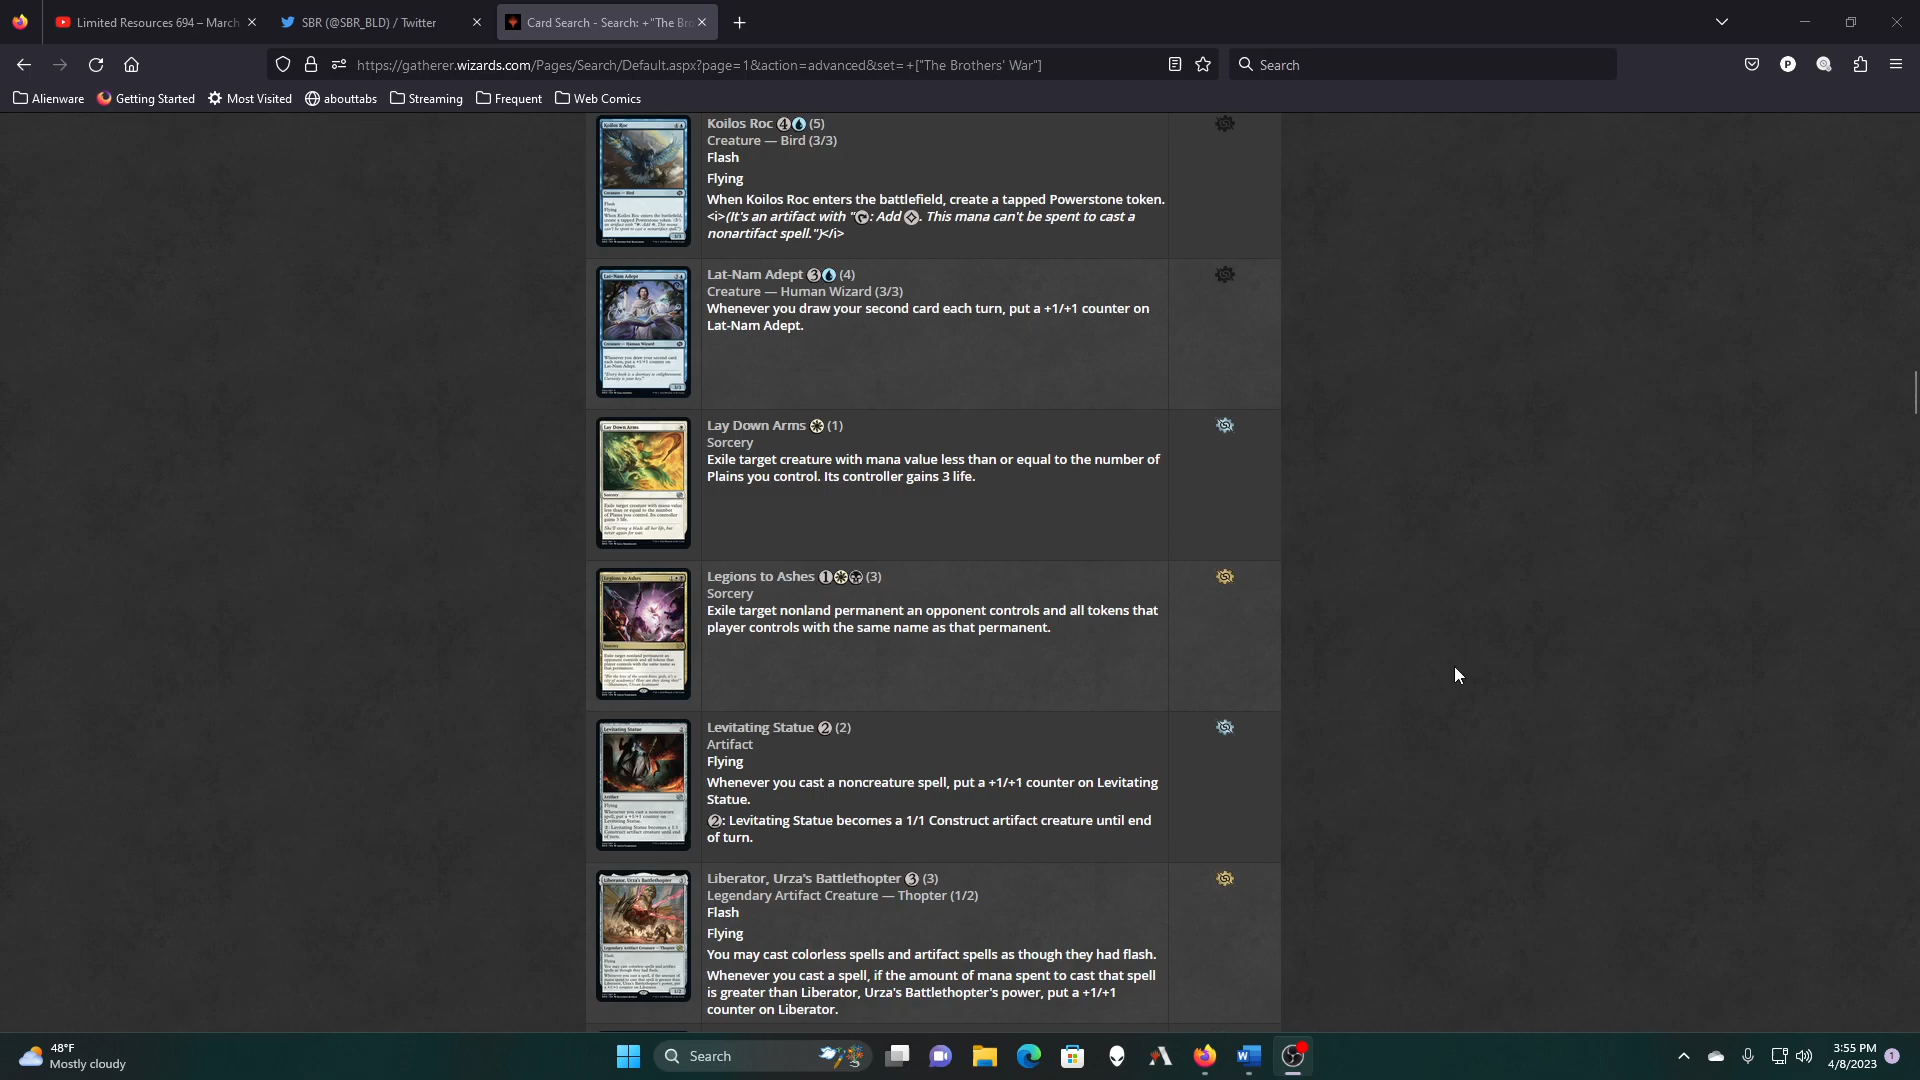 Limited Resources 694 – March
SBR (@SBR_BLD) / Twitter
Card Search - Search: +"The Bro
https://gatherer.wizards.com/Pages/Search/Default.aspx?page=1&action=advanced&set=+["The Brothers' War"]
Search
Alienware
Getting Started
Most Visited
abouttabs
Streaming
Frequent
Web Comics
Koilos Roc 4 (5)
Creature — Bird (3/3)
Flash
Flying
When Koilos Roc enters the battlefield, create a tapped Powerstone token.
<i>(It's an artifact with ": Add . This mana can't be spent to cast a
nonartifact spell.")</i>
Lat-Nam Adept 3 (4)
Creature — Human Wizard (3/3)
Whenever you draw your second card each turn, put a +1/+1 counter on
Lat-Nam Adept.
Lay Down Arms (1)
Sorcery
Exile target creature with mana value less than or equal to the number of
Plains you control. Its controller gains 3 life.
Legions to Ashes 1 (3)
Sorcery
Exile target nonland permanent an opponent controls and all tokens that
player controls with the same name as that permanent.
Levitating Statue 2 (2)
Artifact
Flying
Whenever you cast a noncreature spell, put a +1/+1 counter on Levitating
Statue.
2: Levitating Statue becomes a 1/1 Construct artifact creature until end
of turn.
Liberator, Urza's Battlethopter 3 (3)
Legendary Artifact Creature — Thopter (1/2)
Flash
Flying
You may cast colorless spells and artifact spells as though they had flash.
Whenever you cast a spell, if the amount of mana spent to cast that spell
is greater than Liberator, Urza's Battlethopter's power, put a +1/+1
counter on Liberator.
48°F
Mostly cloudy
Search
3:55 PM
4/8/2023
1